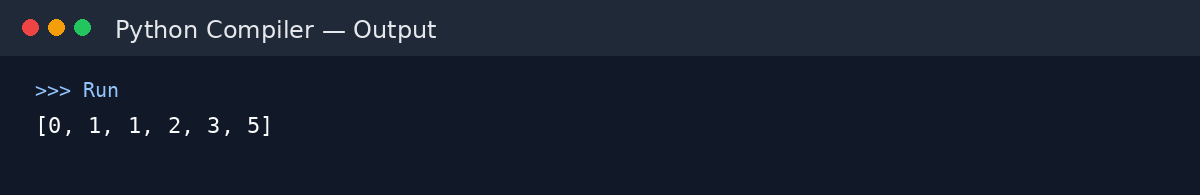 Python Compiler — Output
>>> Run
[0, 1, 1, 2, 3, 5]